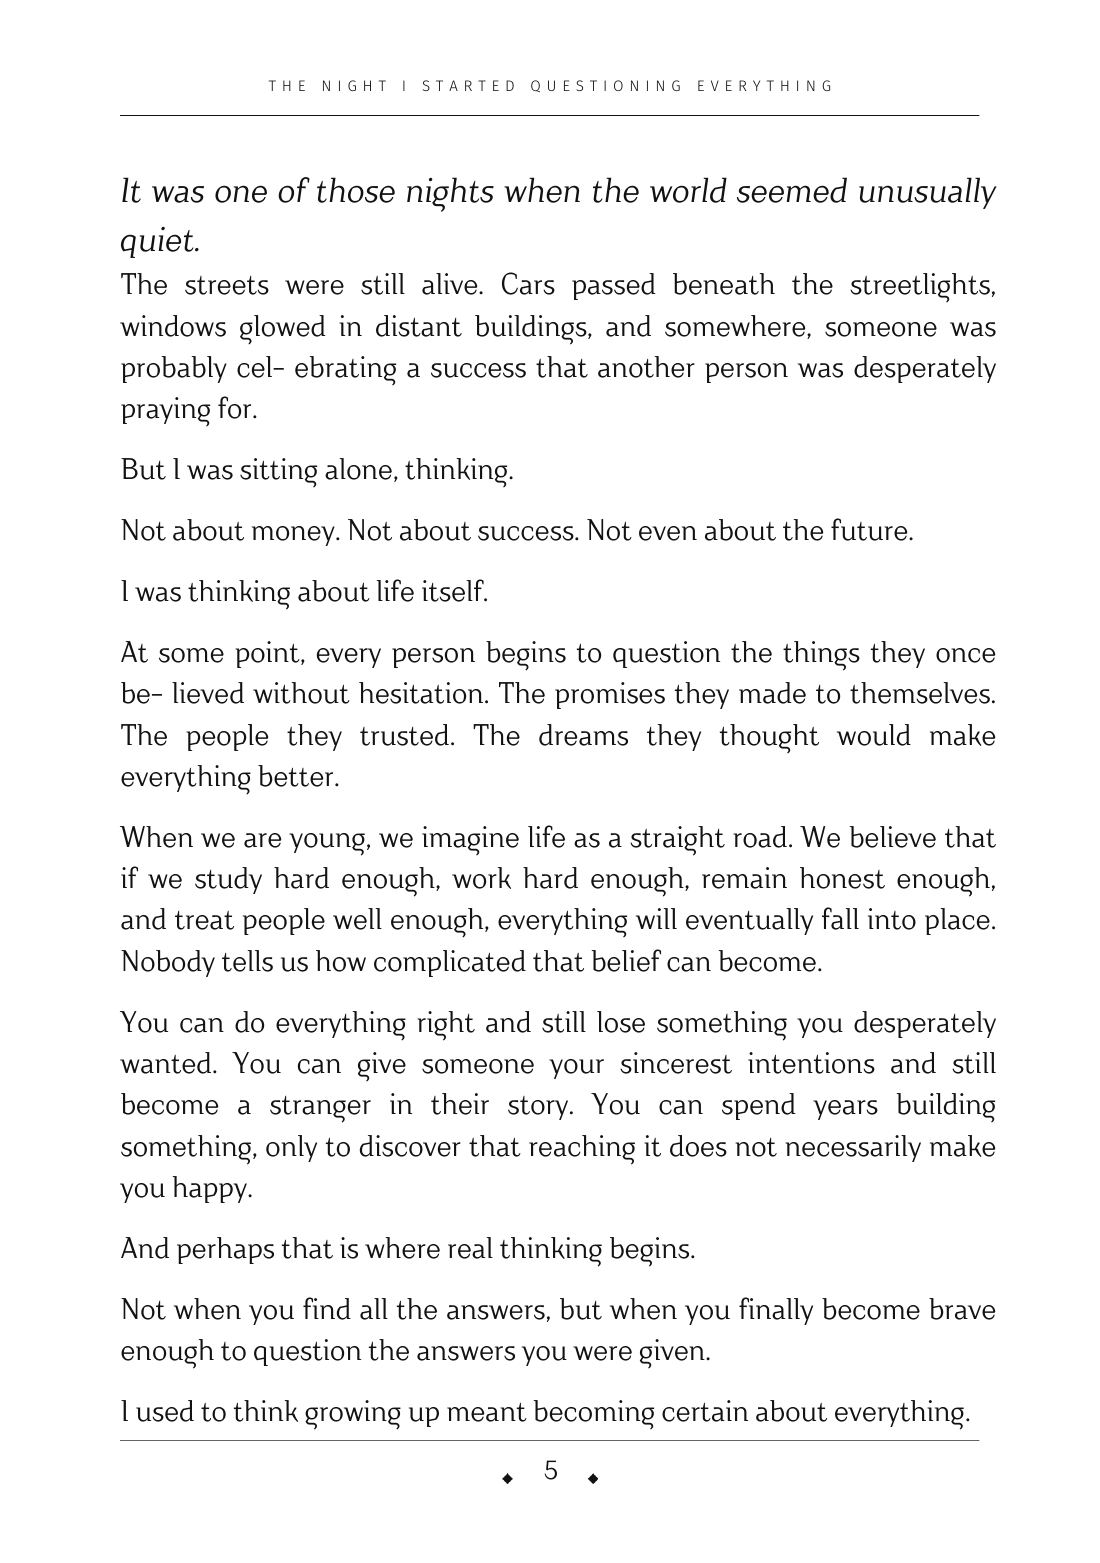 THE NIGHT I STARTED QUESTIONING EVERYTHING
It was one of those nights when the world seemed unusually
quiet.
The streets were still alive. Cars passed beneath the streetlights,
windows glowed in distant buildings, and somewhere, someone was
probably cel- ebrating a success that another person was desperately
praying for.
But I was sitting alone, thinking.
Not about money. Not about success. Not even about the future.
I was thinking about life itself.
At some point, every person begins to question the things they once
be- lieved without hesitation. The promises they made to themselves.
The people they trusted. The dreams they thought would make
everything better.
When we are young, we imagine life as a straight road. We believe that
if we study hard enough, work hard enough, remain honest enough,
and treat people well enough, everything will eventually fall into place.
Nobody tells us how complicated that belief can become.
You can do everything right and still lose something you desperately
wanted. You can give someone your sincerest intentions and still
become a stranger in their story. You can spend years building
something, only to discover that reaching it does not necessarily make
you happy.
And perhaps that is where real thinking begins.
Not when you find all the answers, but when you finally become brave
enough to question the answers you were given.
I used to think growing up meant becoming certain about everything.
5